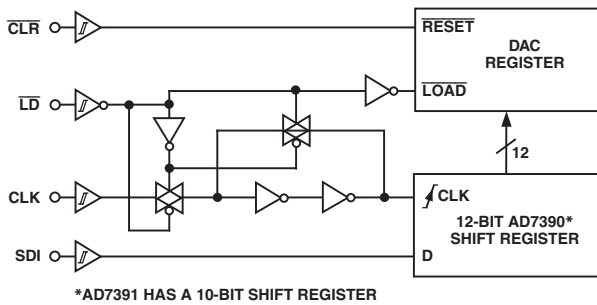 CLR
RESET
DAC
REGISTER
LD
LOAD
12
CLK
CLK
12-BIT AD7390*
SHIFT REGISTER
SDI
D
*AD7391 HAS A 10-BIT SHIFT REGISTER